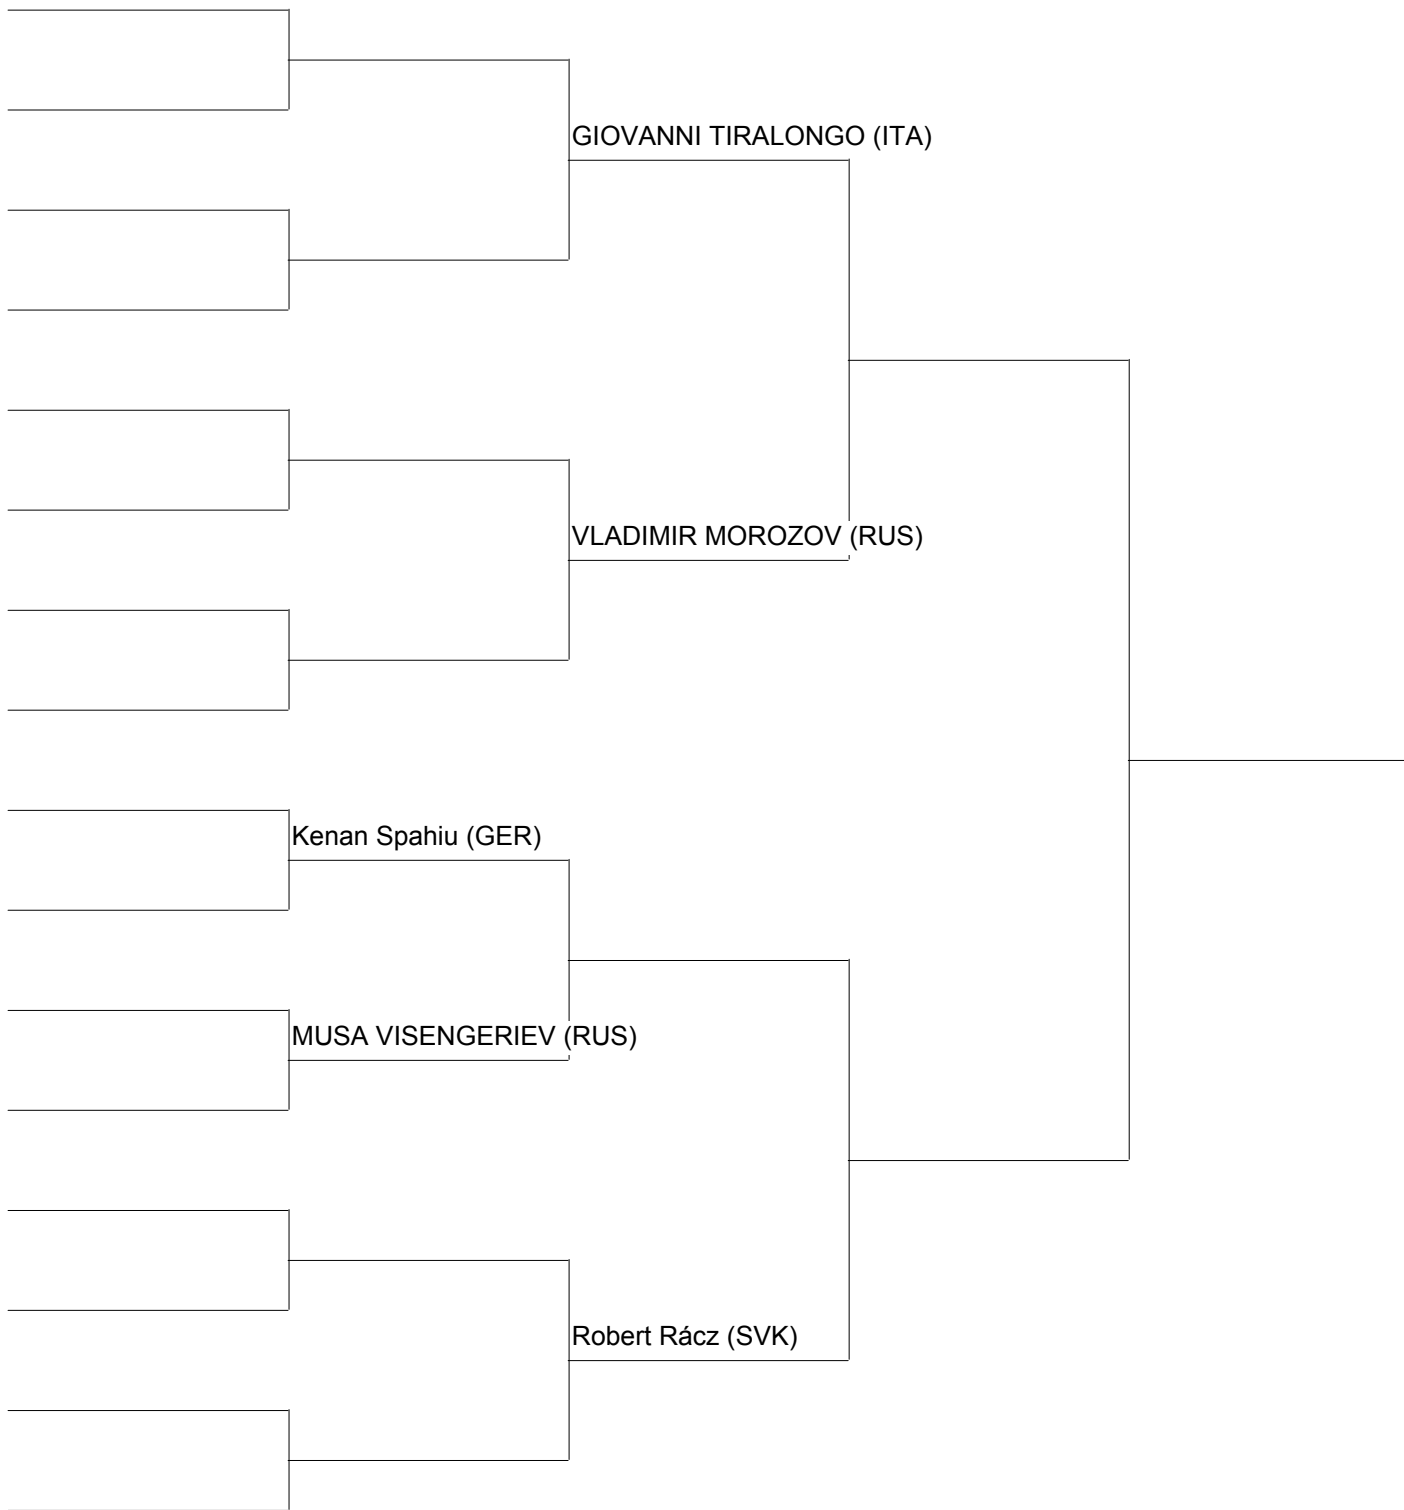 GIOVANNI TIRALONGO (ITA)
VLADIMIR MOROZOV (RUS)
Kenan Spahiu (GER)
MUSA VISENGERIEV (RUS)
Robert Rácz (SVK)